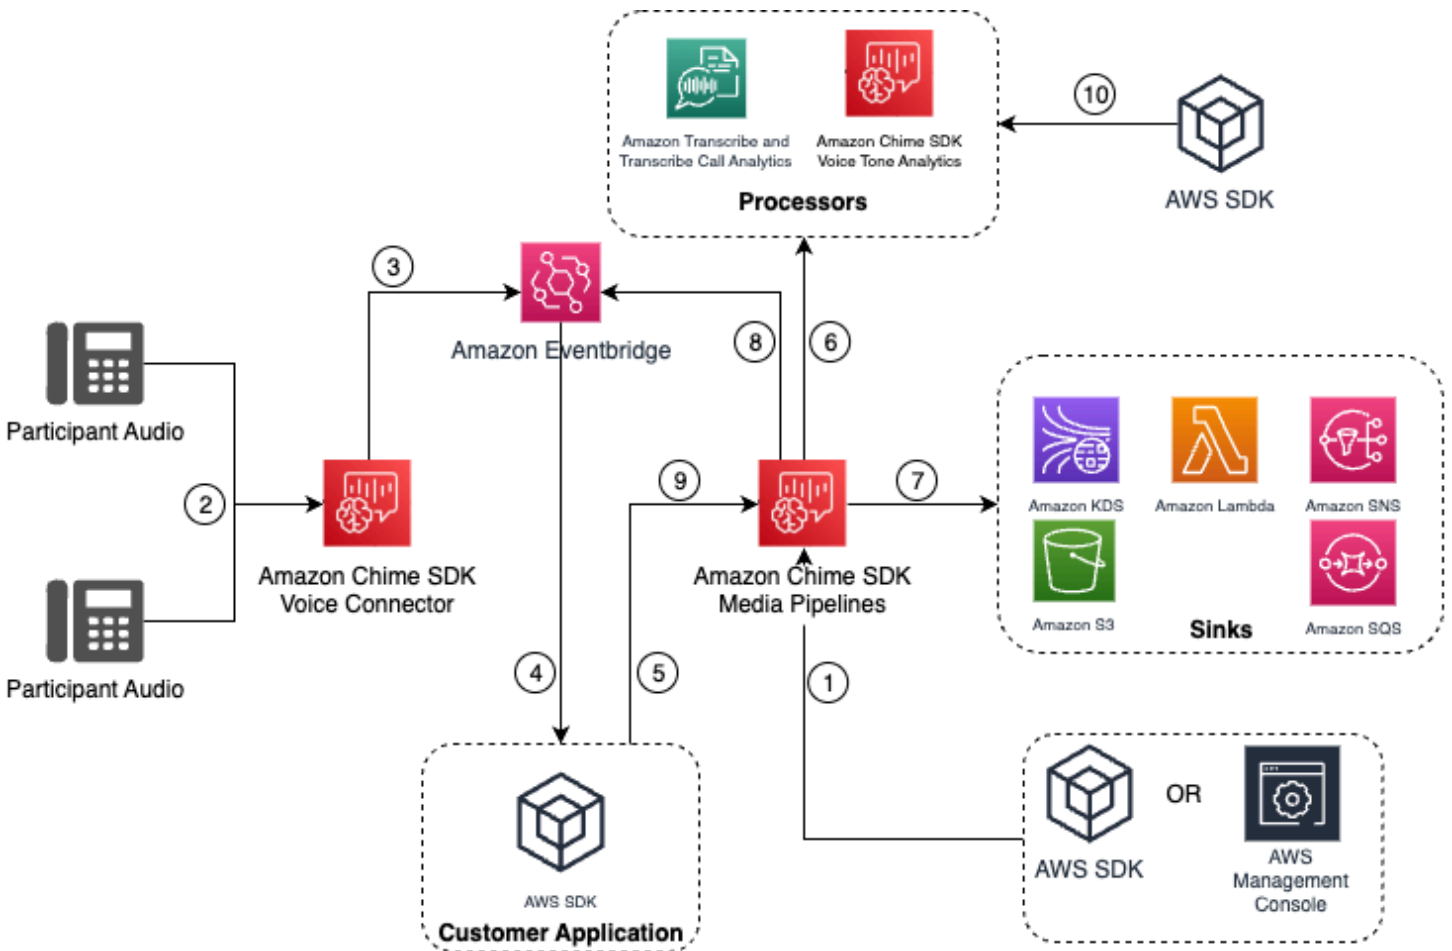 Amazon Transcribe and
Transcribe Call Analytics
Amazon Chime SDK
Voice Tone Analytics
Processors
10
AWS SDK
3
Amazon Eventbridge
8
6
Participant Audio
2
Amazon Chime SDK
Voice Connector
Participant Audio
9
Amazon Chime SDK
Media Pipelines
7
Amazon KDS
Amazon Lambda
Amazon SNS
Amazon S3
Sinks
Amazon SQS
4
5
1
AWS SDK
Customer Application
AWS SDK
OR
AWS
Management
Console